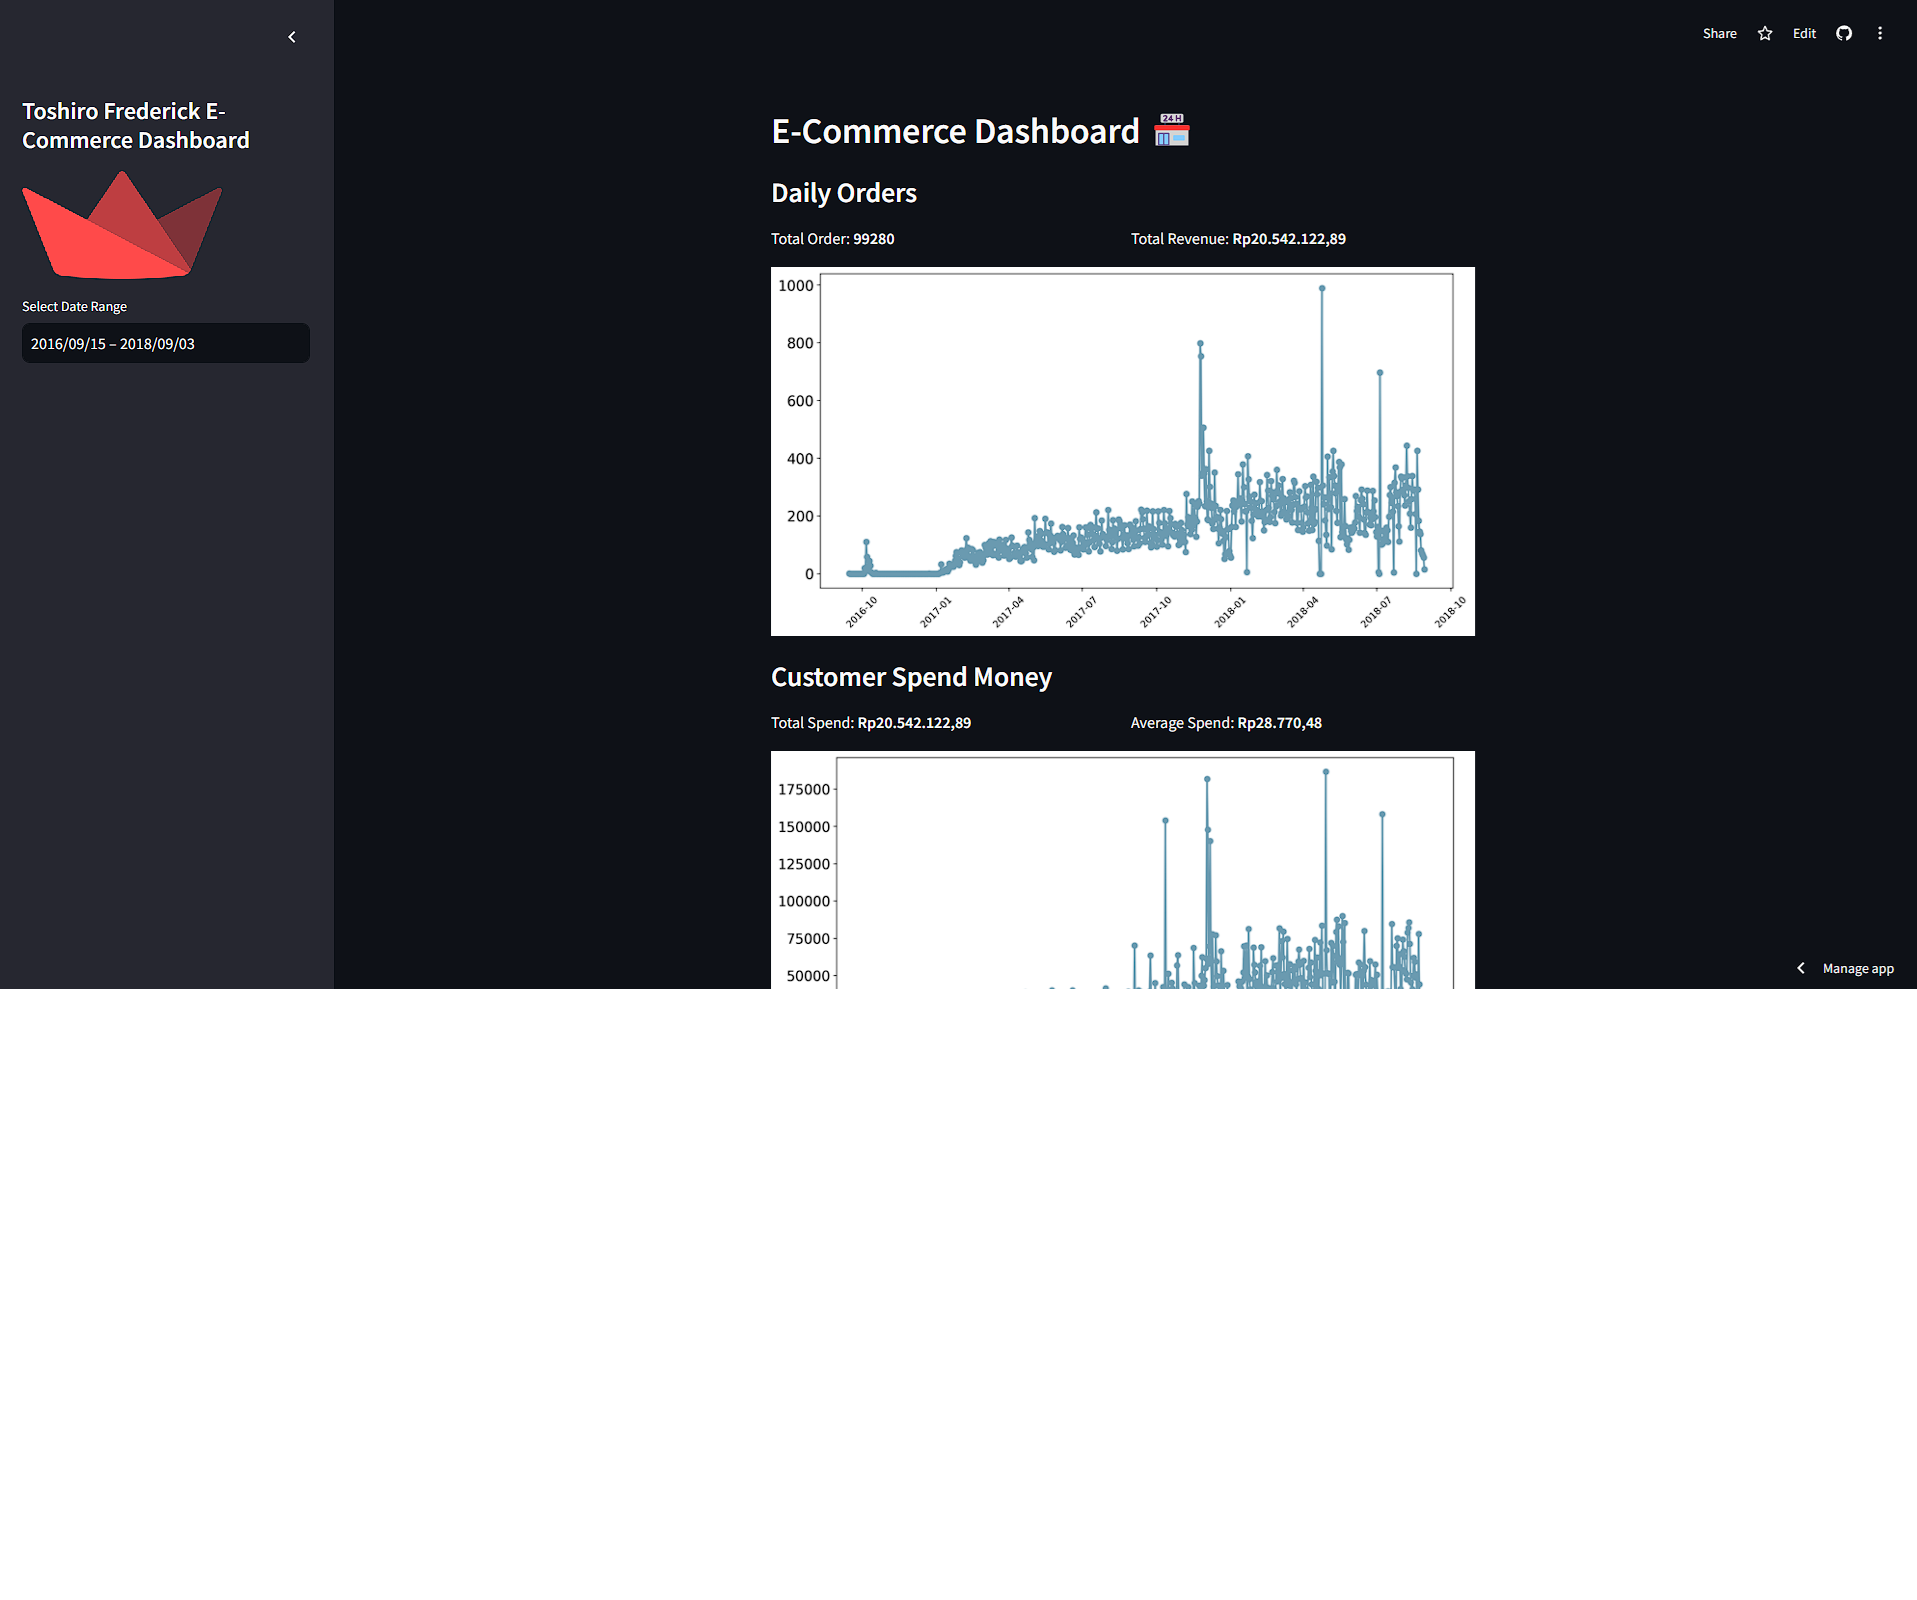 Share
Edit
Toshiro Frederick E-
Commerce Dashboard
Select Date Range
2016/09/15 – 2018/09/03
24 H
E-Commerce Dashboard
Daily Orders
Total Order: 99280
Total Revenue: Rp20.542.122,89
1000
800
600
400
200
0
2016-10
2017-01
2017-04
2017-07
2017-10
2018-01
2018-04
2018-07
2018-10
Customer Spend Money
Total Spend: Rp20.542.122,89
Average Spend: Rp28.770,48
175000
150000
125000
100000
75000
50000
Manage app